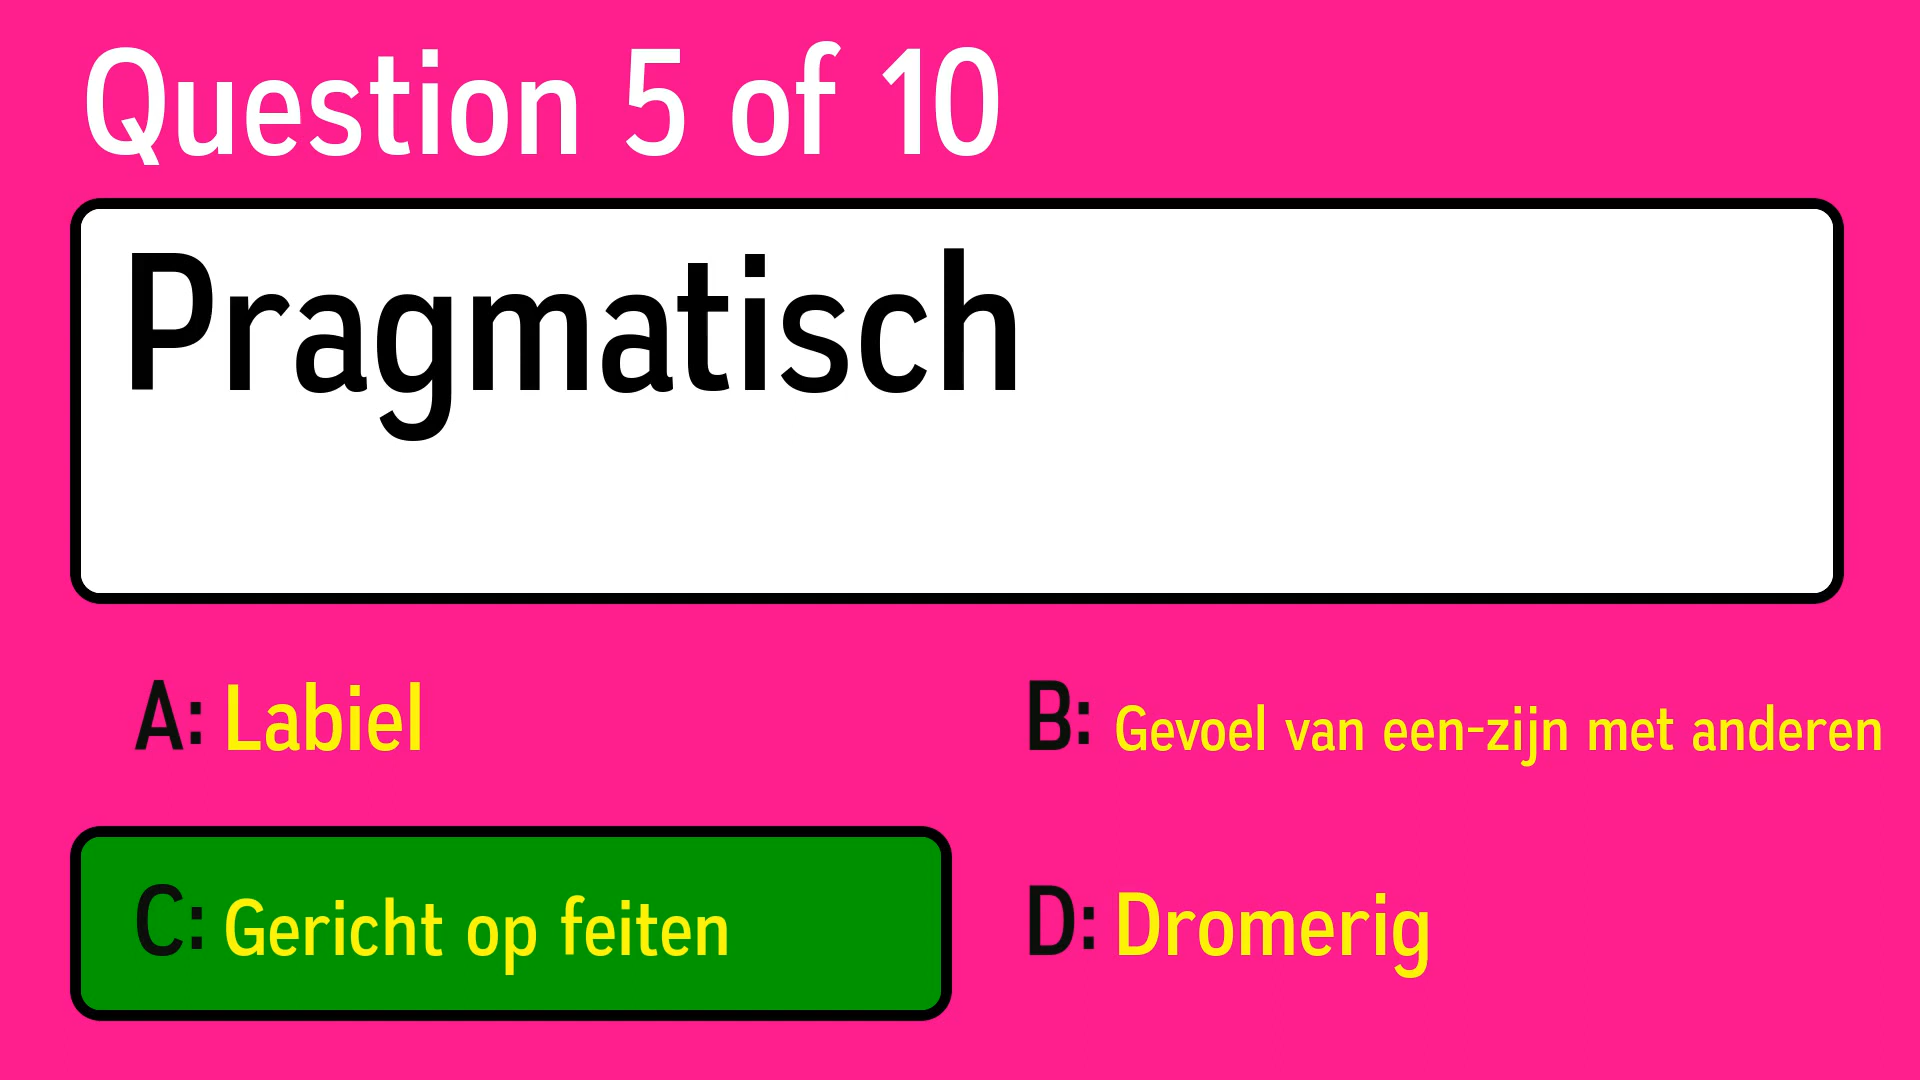 Question 5 of 10
Pragmatisch
A: Labiel
B: Gevoel van een-zijn met anderen
C: Gericht op feiten
D: Dromerig